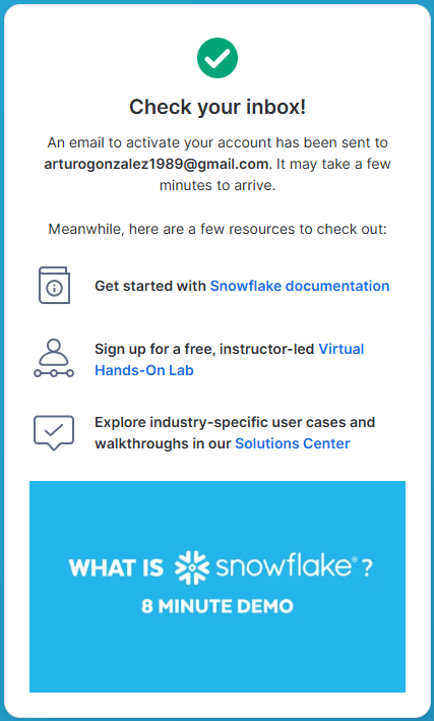 Check your inbox!
An email to activate your account has been sent to
arturogonzalez1989@gmail.com. It may take a few
minutes to arrive.
Meanwhile, here are a few resources to check out:
Get started with Snowflake documentation
Sign up for a free, instructor-led Virtual
Hands-On Lab
Explore industry-specific user cases and
walkthroughs in our Solutions Center
WHAT IS snowflake® ?
8 MINUTE DEMO